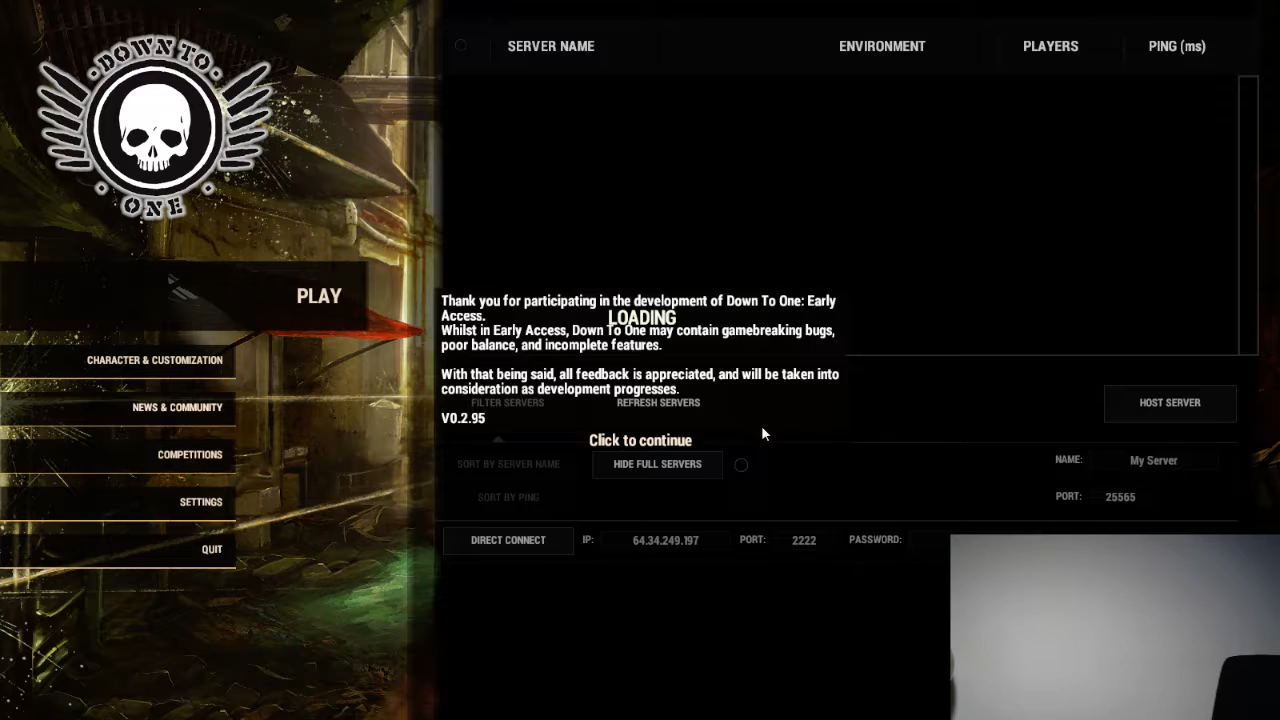 DOWN TO
ONE
SERVER NAME ENVIRONMENT PLAYERS PING (ms)
PLAY
CHARACTER & CUSTOMIZATION
NEWS & COMMUNITY
COMPETITIONS
SETTINGS
QUIT
Thank you for participating in the development of Down To One: Early
Access.
LOADING
Whilst in Early Access, Down To One may contain gamebreaking bugs,
poor balance, and incomplete features.
With that being said, all feedback is appreciated, and will be taken into
consideration as development progresses.
FILTER SERVERS REFRESH SERVERS HOST SERVER
V0.2.95
Click to continue
SORT BY SERVER NAME HIDE FULL SERVERS NAME: My Server
SORT BY PING PORT: 25565
DIRECT CONNECT IP: 64.34.249.197 PORT: 2222 PASSWORD: